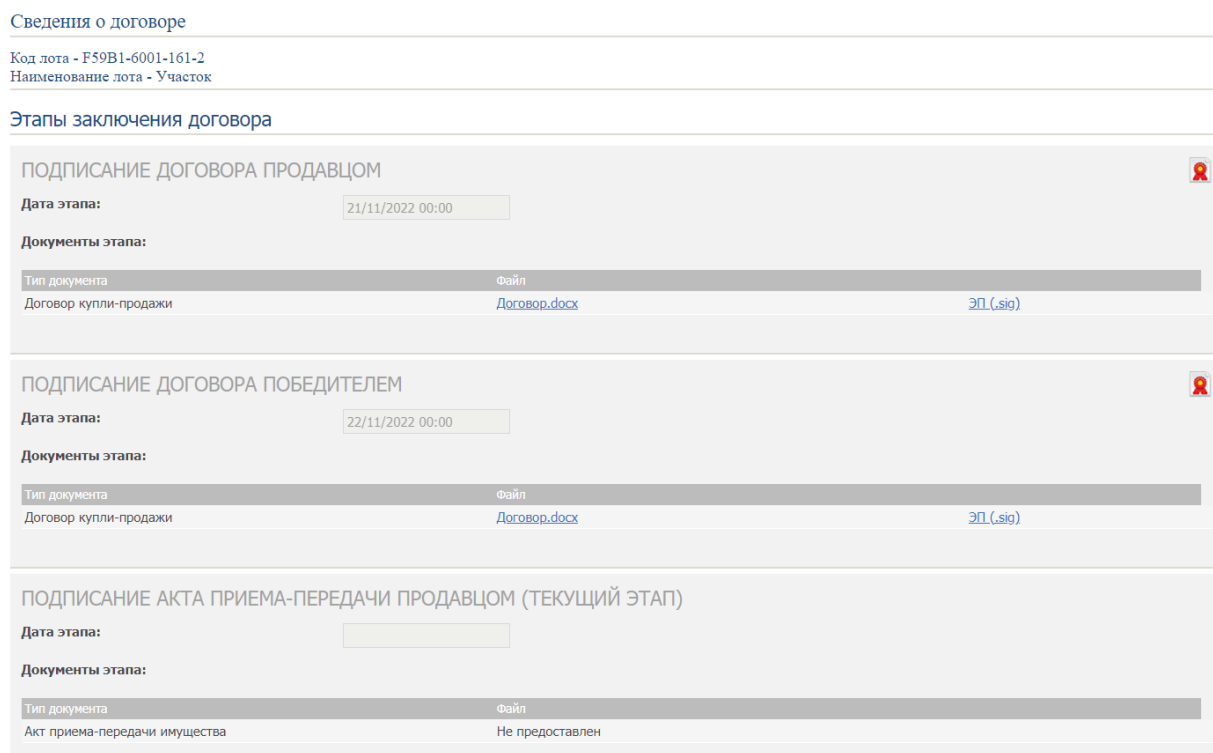 Сведения о договоре
Код лота - F59B1-6001-161-2
Наименование лота - Участок
Этапы заключения договора
ПОДПИСАНИЕ ДОГОВОРА ПРОДАВЦОМ
Дата этапа: 21/11/2022 00:00
Документы этапа:
Тип документа Файл
Договор купли-продажи Договор.docx ЭП (.sig)
ПОДПИСАНИЕ ДОГОВОРА ПОБЕДИТЕЛЕМ
Дата этапа: 22/11/2022 00:00
Документы этапа:
Тип документа Файл
Договор купли-продажи Договор.docx ЭП (.sig)
ПОДПИСАНИЕ АКТА ПРИЕМА-ПЕРЕДАЧИ ПРОДАВЦОМ (ТЕКУЩИЙ ЭТАП)
Дата этапа:
Документы этапа:
Тип документа Файл
Акт приема-передачи имущества Не предоставлен